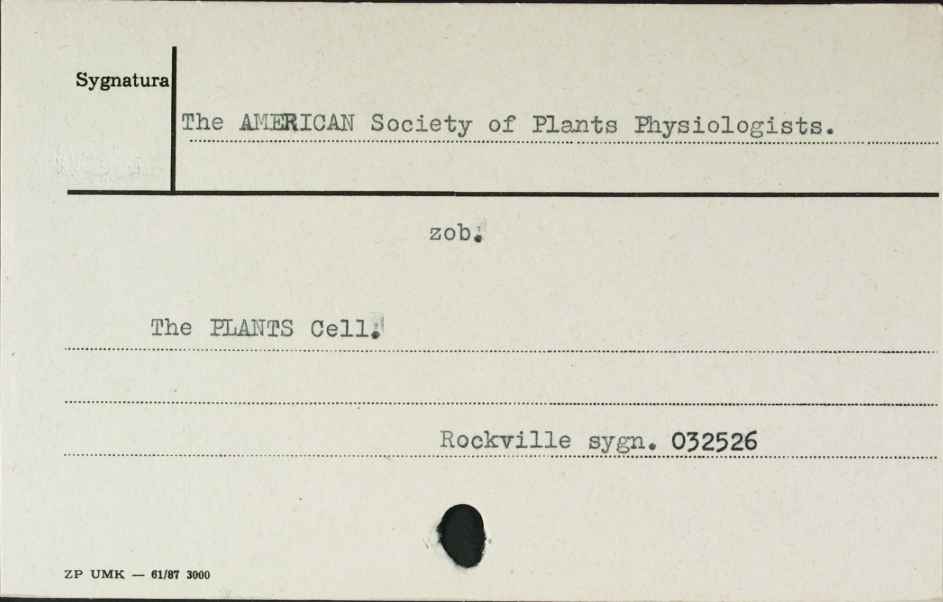 Sygnatura
The AMERICAN Society of Plants Physiologists.
zob.
The PLANTS Cell.
Rockville sygn. 032526
ZP UMK — 61/87 3000